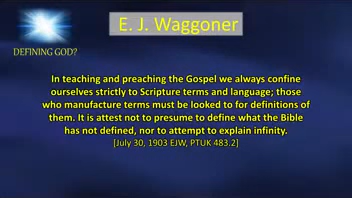 E. J. Waggoner
DEFINING GOD?
In teaching and preaching the Gospel we always confine
ourselves strictly to Scripture terms and language; those
who manufacture terms must be looked to for definitions of
them. It is attest not to presume to define what the Bible
has not defined, nor to attempt to explain infinity.
[July 30, 1903 EJW, PTUK 483.2]